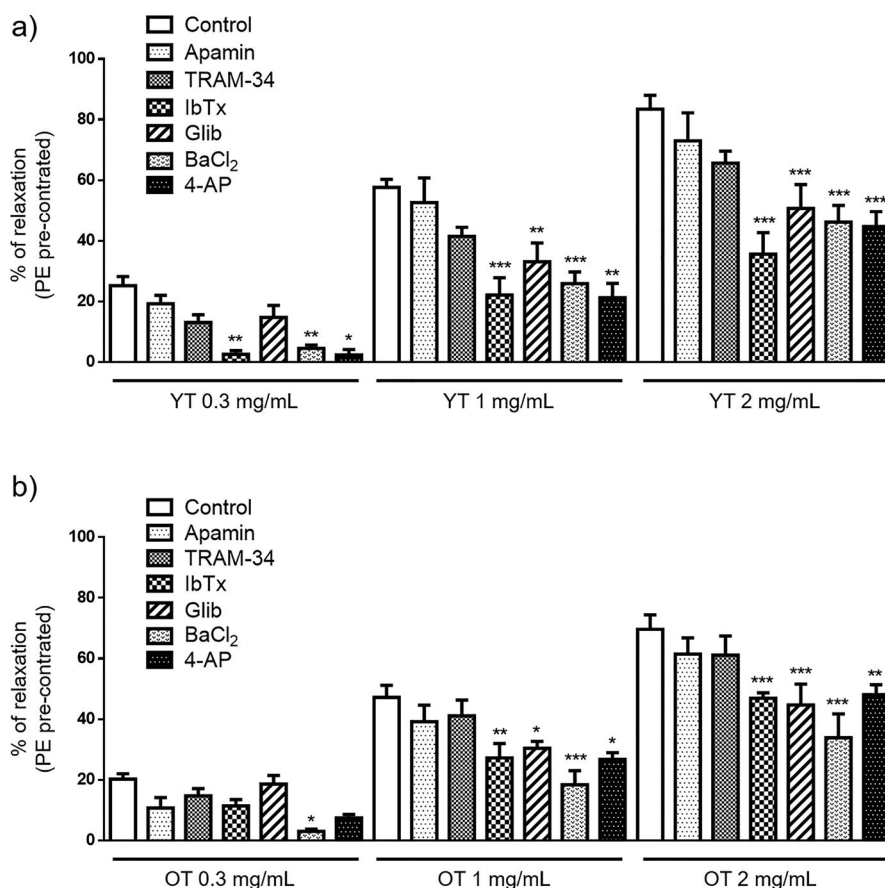 a)
Control
Apamin
TRAM-34
IbTx
Glib
BaCl₂
4-AP
% of relaxation
(PE pre-contrated)
100
80
60
40
20
0
** ** *
*** ** *** **
*** *** *** ***
YT 0.3 mg/mL YT 1 mg/mL YT 2 mg/mL
b)
Control
Apamin
TRAM-34
IbTx
Glib
BaCl₂
4-AP
% of relaxation
(PE pre-contrated)
100
80
60
40
20
0
*
** * *** *
*** *** *** **
OT 0.3 mg/mL OT 1 mg/mL OT 2 mg/mL